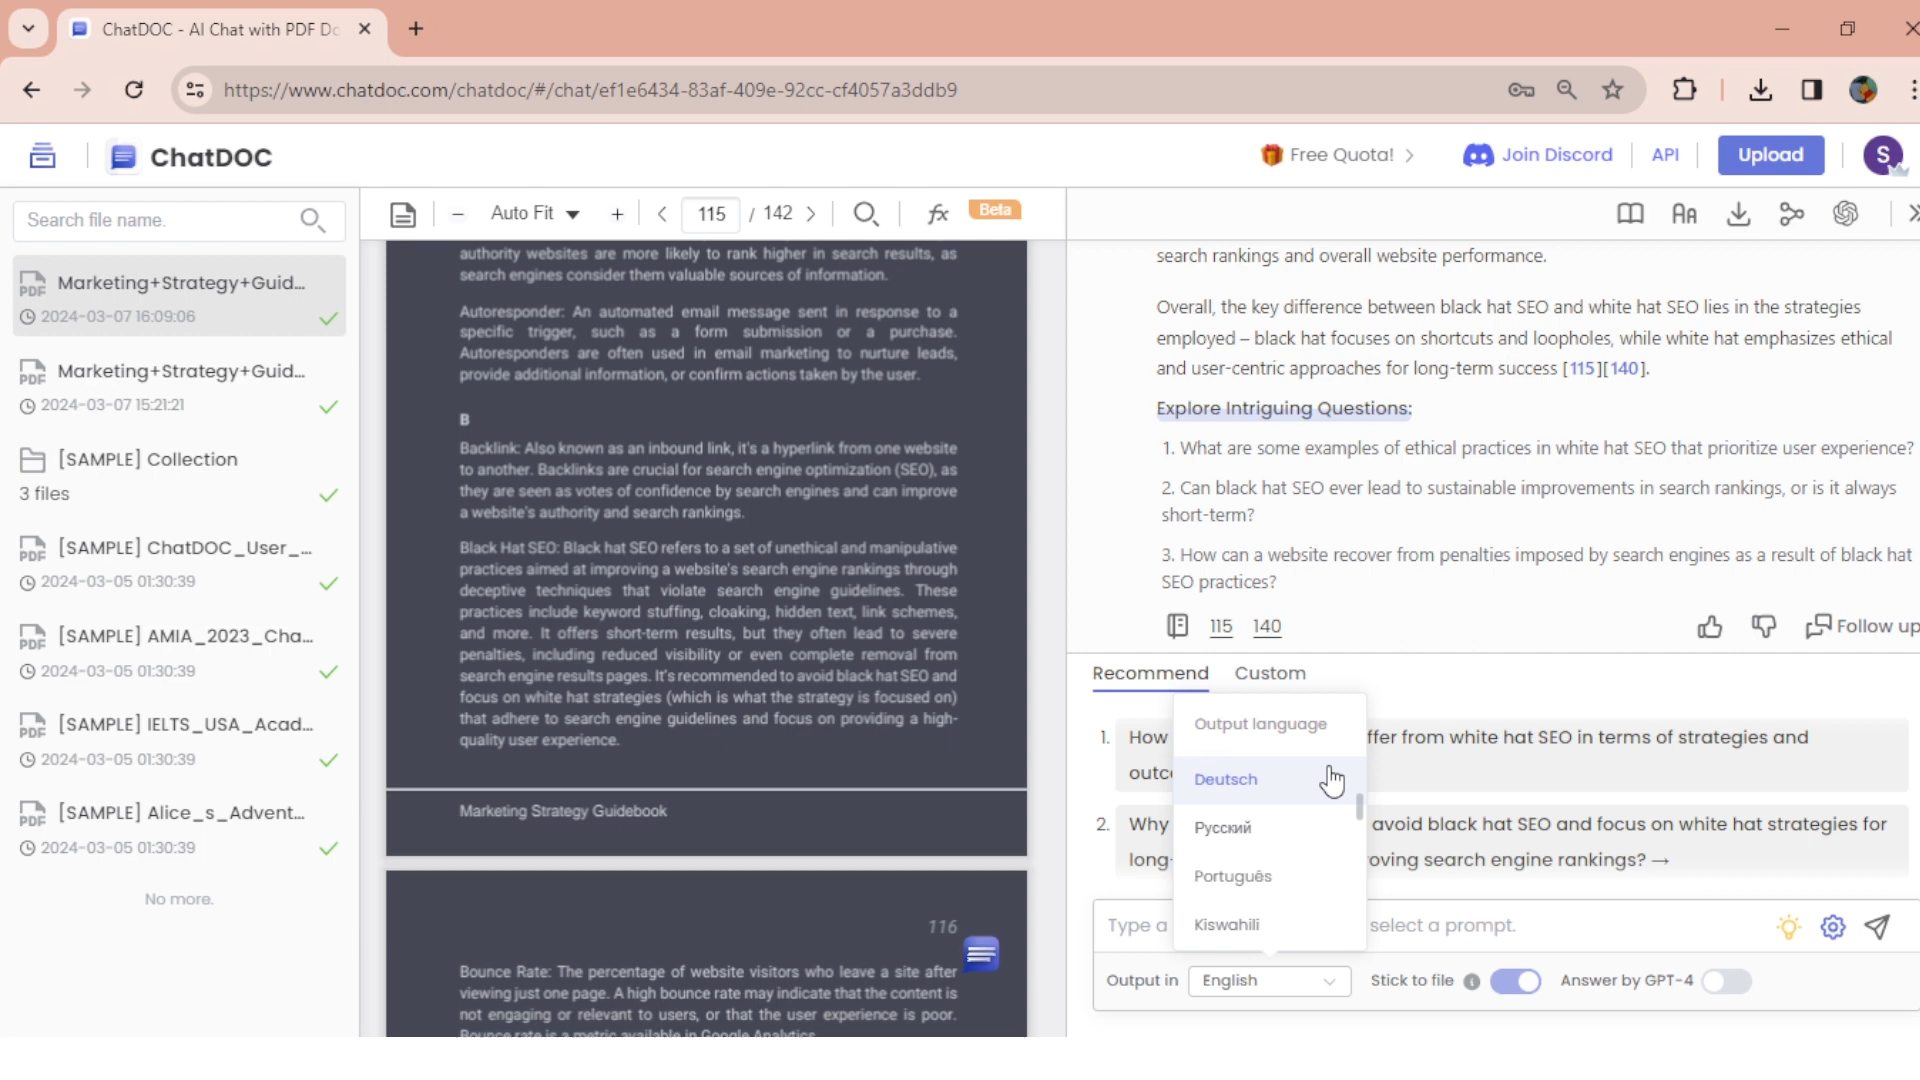 ChatDOC - AI Chat with PDF Do
https://www.chatdoc.com/chatdoc/#/chat/ef1e6434-83af-409e-92cc-cf4057a3ddb9
ChatDOC
Free Quota!
Join Discord
API
Upload
S
Search file name.
Marketing+Strategy+Guid...
2024-03-07 16:09:06
Marketing+Strategy+Guid...
2024-03-07 15:21:21
[SAMPLE] Collection
3 files
[SAMPLE] ChatDOC_User_...
2024-03-05 01:30:39
[SAMPLE] AMIA_2023_Cha...
2024-03-05 01:30:39
[SAMPLE] IELTS_USA_Acad...
2024-03-05 01:30:39
[SAMPLE] Alice_s_Advent...
2024-03-05 01:30:39
No more.
Auto Fit
115 / 142
fx Beta
authority websites are more likely to rank higher in search results, as
search engines consider them valuable sources of information.
Autoresponder: An automated email message sent in response to a
specific trigger, such as a form submission or a purchase.
Autoresponders are often used in email marketing to nurture leads,
provide additional information, or confirm actions taken by the user.
B
Backlink: Also known as an inbound link, it's a hyperlink from one website
to another. Backlinks are crucial for search engine optimization (SEO), as
they are seen as votes of confidence by search engines and can improve
a website's authority and search rankings.
Black Hat SEO: Black hat SEO refers to a set of unethical and manipulative
practices aimed at improving a website's search engine rankings through
deceptive techniques that violate search engine guidelines. These
practices include keyword stuffing, cloaking, hidden text, link schemes,
and more. It offers short-term results, but they often lead to severe
penalties, including reduced visibility or even complete removal from
search engine results pages. It's recommended to avoid black hat SEO and
focus on white hat strategies (which is what the strategy is focused on)
that adhere to search engine guidelines and focus on providing a high-
quality user experience.
Marketing Strategy Guidebook
116
Bounce Rate: The percentage of website visitors who leave a site after
viewing just one page. A high bounce rate may indicate that the content is
not engaging or relevant to users, or that the user experience is poor.
Bounce rate is a metric available in Google Analytics
search rankings and overall website performance.
Overall, the key difference between black hat SEO and white hat SEO lies in the strategies
employed – black hat focuses on shortcuts and loopholes, while white hat emphasizes ethical
and user-centric approaches for long-term success [115][140].
Explore Intriguing Questions:
1. What are some examples of ethical practices in white hat SEO that prioritize user experience?
2. Can black hat SEO ever lead to sustainable improvements in search rankings, or is it always
short-term?
3. How can a website recover from penalties imposed by search engines as a result of black hat
SEO practices?
115 140
Follow up
Recommend Custom
1. How ffer from white hat SEO in terms of strategies and
outc
2. Why avoid black hat SEO and focus on white hat strategies for
long- oving search engine rankings? →
Output language
Deutsch
Русский
Português
Kiswahili
Type a select a prompt.
Output in English Stick to file Answer by GPT-4